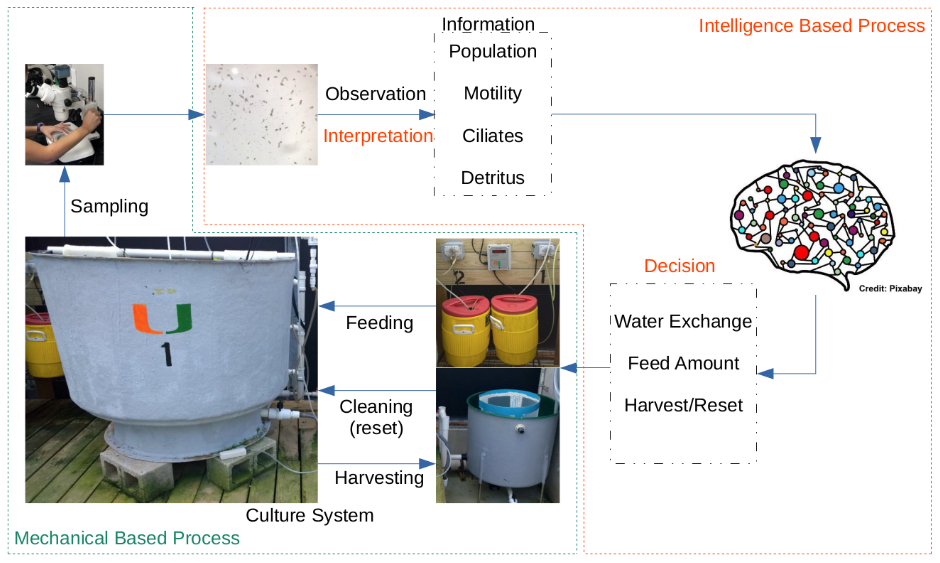 Information
Intelligence Based Process
Population
Observation
Motility
Interpretation
Ciliates
Detritus
Sampling
Decision
Credit: Pixabay
Water Exchange
Feeding
Feed Amount
Cleaning
(reset)
Harvest/Reset
Harvesting
U
1
Culture System
Mechanical Based Process